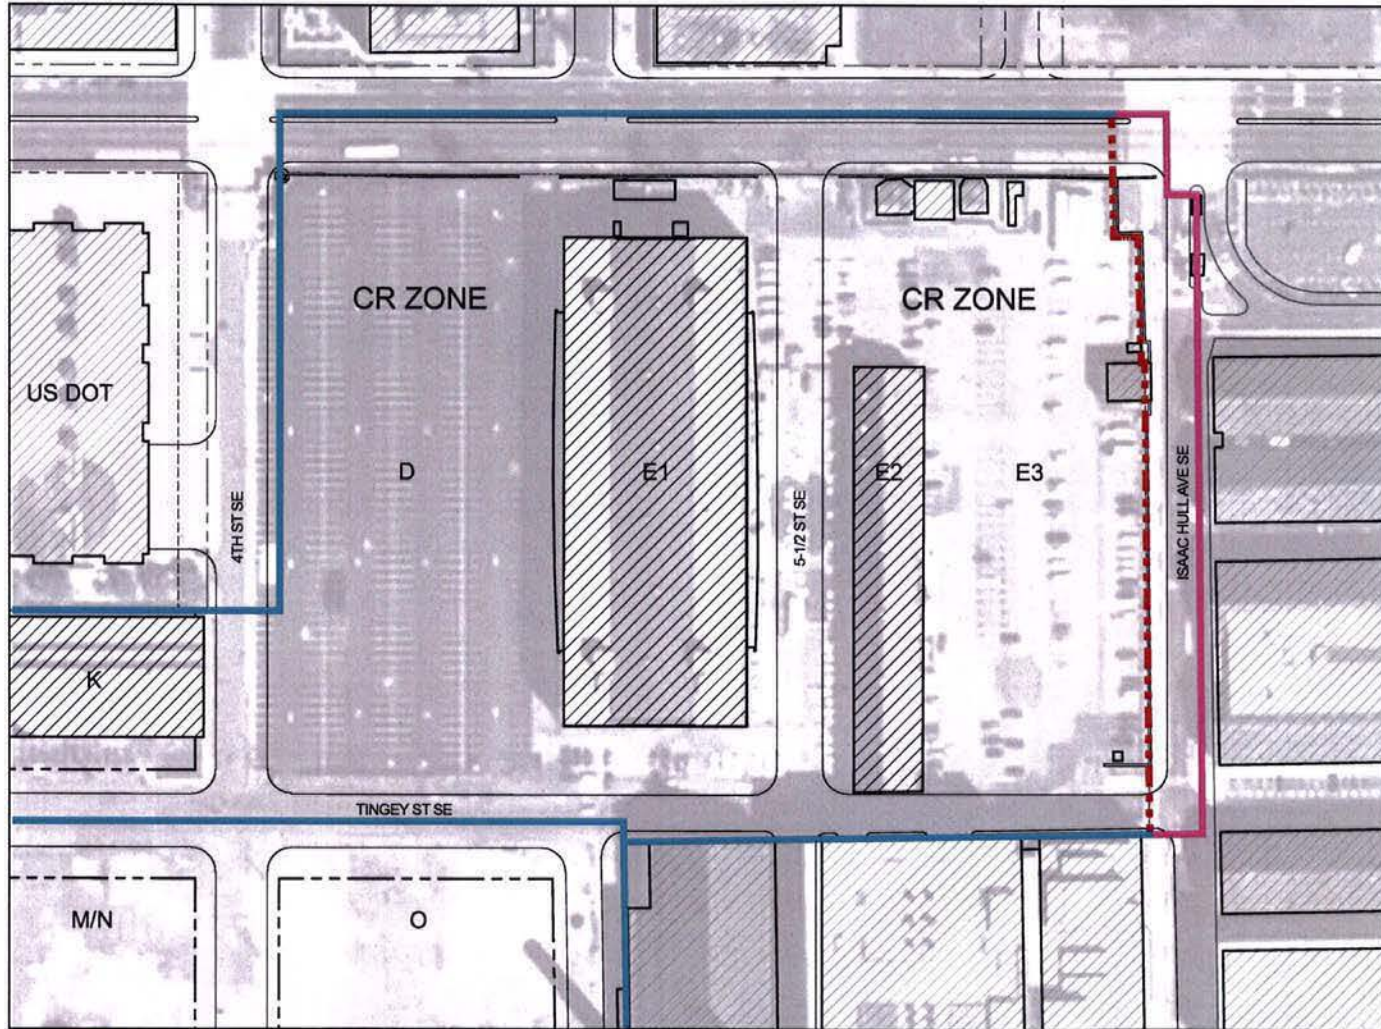 CR ZONE
CR ZONE
US DOT
D
E1
E2
E3
4TH ST SE
5-1/2 ST SE
ISAAC HULL AVE SE
K
TINGEY ST SE
M/N
O